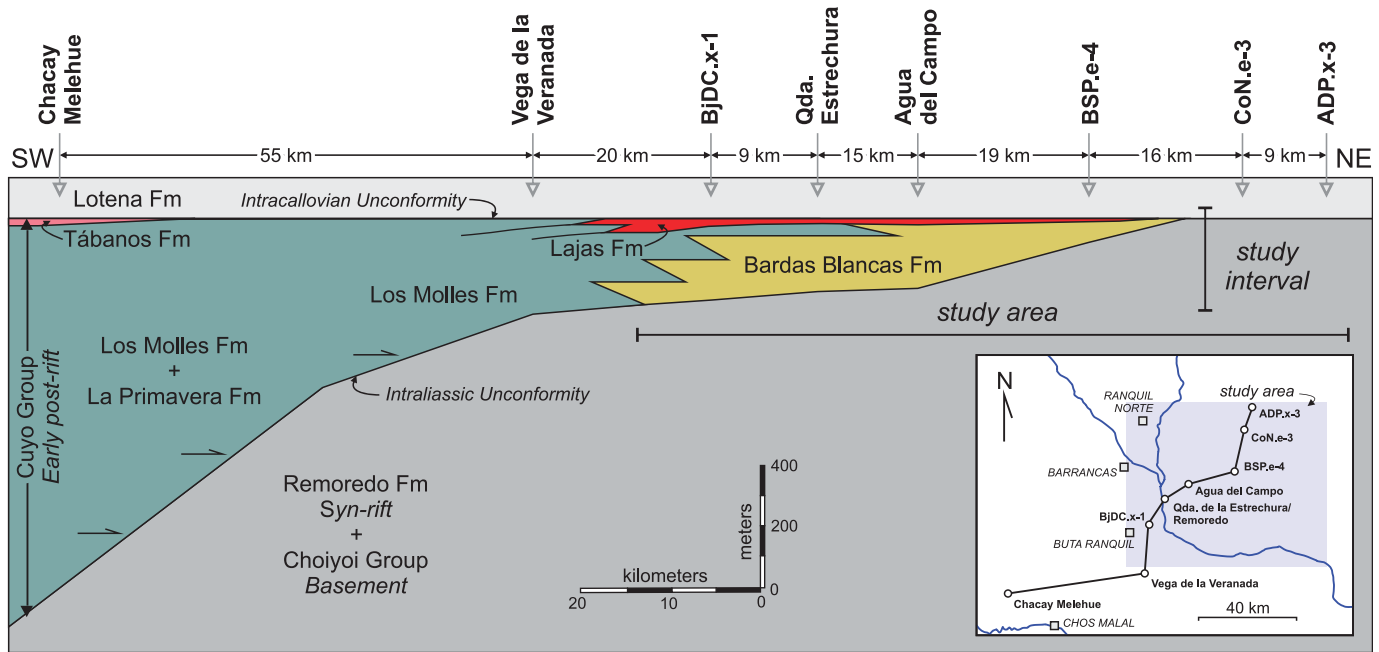 Chacay
Melehue
Vega de la
Veranada
BjDC.x-1
Qda.
Estrechura
Agua
del Campo
BSP.e-4
CoN.e-3
ADP.x-3
SW
55 km
20 km
9 km
15 km
19 km
16 km
9 km
NE
Lotena Fm
Intracallovian Unconformity
Tábanos Fm
Lajas Fm
Bardas Blancas Fm
study
interval
Los Molles Fm
study area
Los Molles Fm
+
La Primavera Fm
Intraliassic Unconformity
Cuyo Group
Early post-rift
Remoredo Fm
Syn-rift
+
Choiyoi Group
Basement
400
200
0
meters
kilometers
20
10
0
N
study area
RANQUIL
NORTE
ADP.x-3
CoN.e-3
BARRANCAS
BSP.e-4
Agua del Campo
Qda. de la Estrechura/
Remoredo
BjDC.x-1
BUTA RANQUIL
Vega de la Veranada
Chacay Melehue
40 km
CHOS MALAL